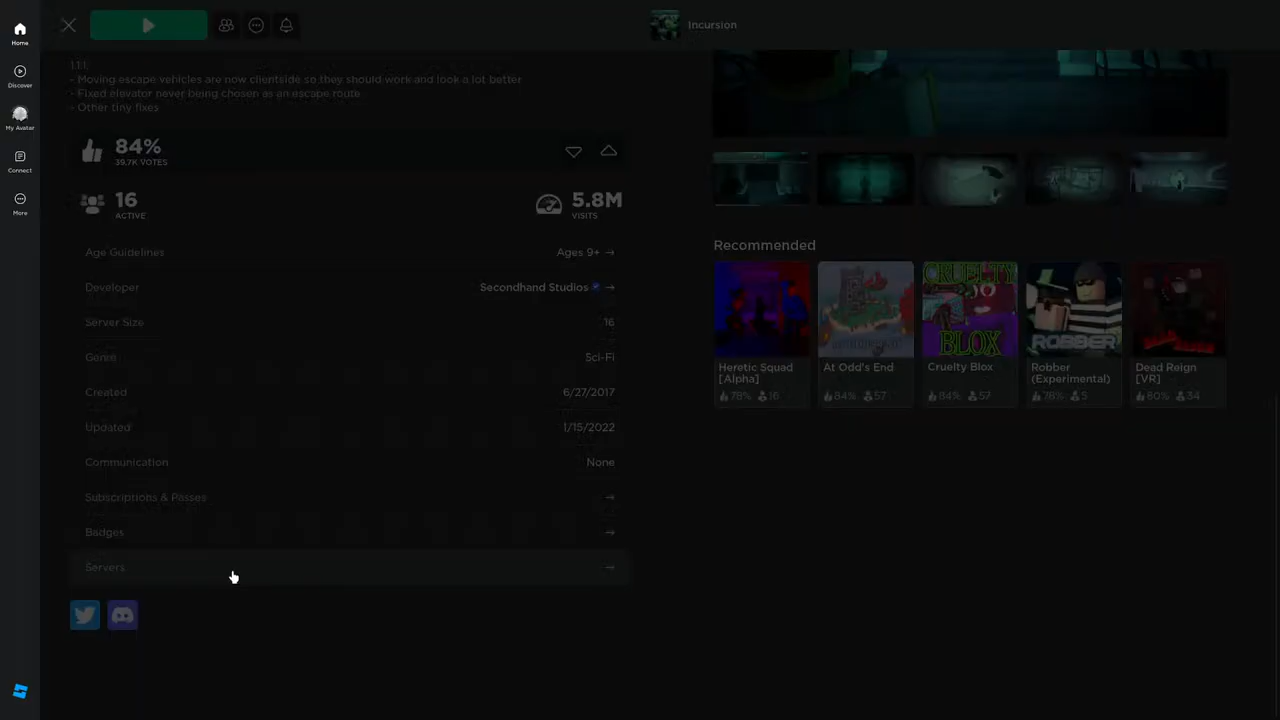 Incursion
Home
Discover
My Avatar
Connect
More
1.1.1:
- Moving escape vehicles are now clientside so they should work and look a lot better
- Fixed elevator never being chosen as an escape route
- Other tiny fixes
84%
39.7K VOTES
16
ACTIVE
5.8M
VISITS
Age Guidelines
Ages 9+ →
Developer
Secondhand Studios →
Server Size
16
Genre
Sci-Fi
Created
6/27/2017
Updated
1/15/2022
Communication
None
Subscriptions & Passes →
Badges →
Servers →
Recommended
CRUELTY
BLOX
ROBBER
Heretic Squad
[Alpha]
78% 16
At Odd's End
84% 57
Cruelty Blox
84% 57
Robber
(Experimental)
78% 5
Dead Reign
[VR]
60% 34